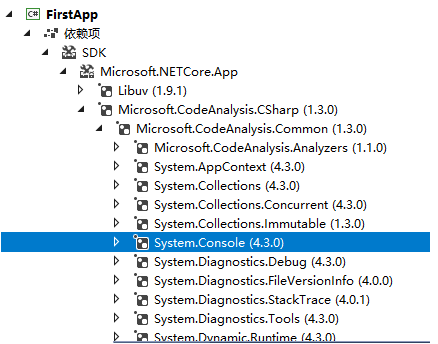 C# FirstApp
依赖项
SDK
Microsoft.NETCore.App
Libuv (1.9.1)
Microsoft.CodeAnalysis.CSharp (1.3.0)
Microsoft.CodeAnalysis.Common (1.3.0)
Microsoft.CodeAnalysis.Analyzers (1.1.0)
System.AppContext (4.3.0)
System.Collections (4.3.0)
System.Collections.Concurrent (4.3.0)
System.Collections.Immutable (1.3.0)
System.Console (4.3.0)
System.Diagnostics.Debug (4.3.0)
System.Diagnostics.FileVersionInfo (4.0.0)
System.Diagnostics.StackTrace (4.0.1)
System.Diagnostics.Tools (4.3.0)
System.Dynamic.Runtime (4.3.0)